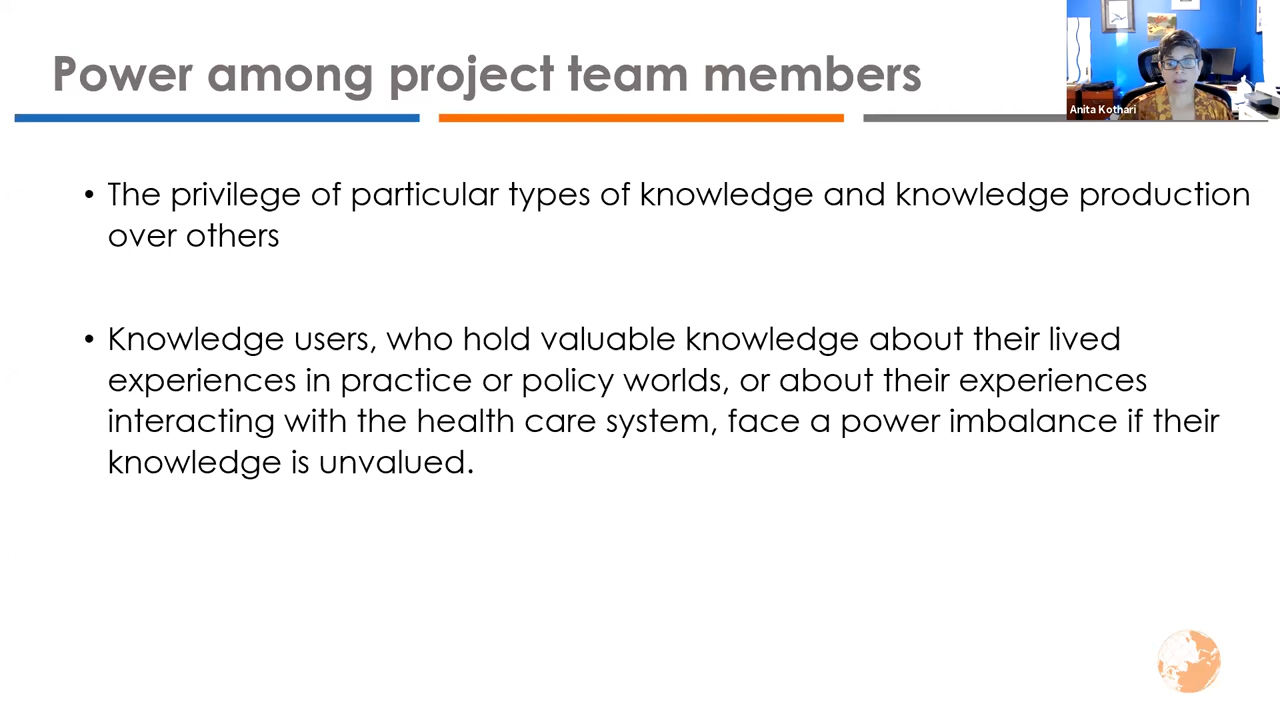 Power among project team members
Anita Kothari
• The privilege of particular types of knowledge and knowledge production
over others
• Knowledge users, who hold valuable knowledge about their lived
experiences in practice or policy worlds, or about their experiences
interacting with the health care system, face a power imbalance if their
knowledge is unvalued.